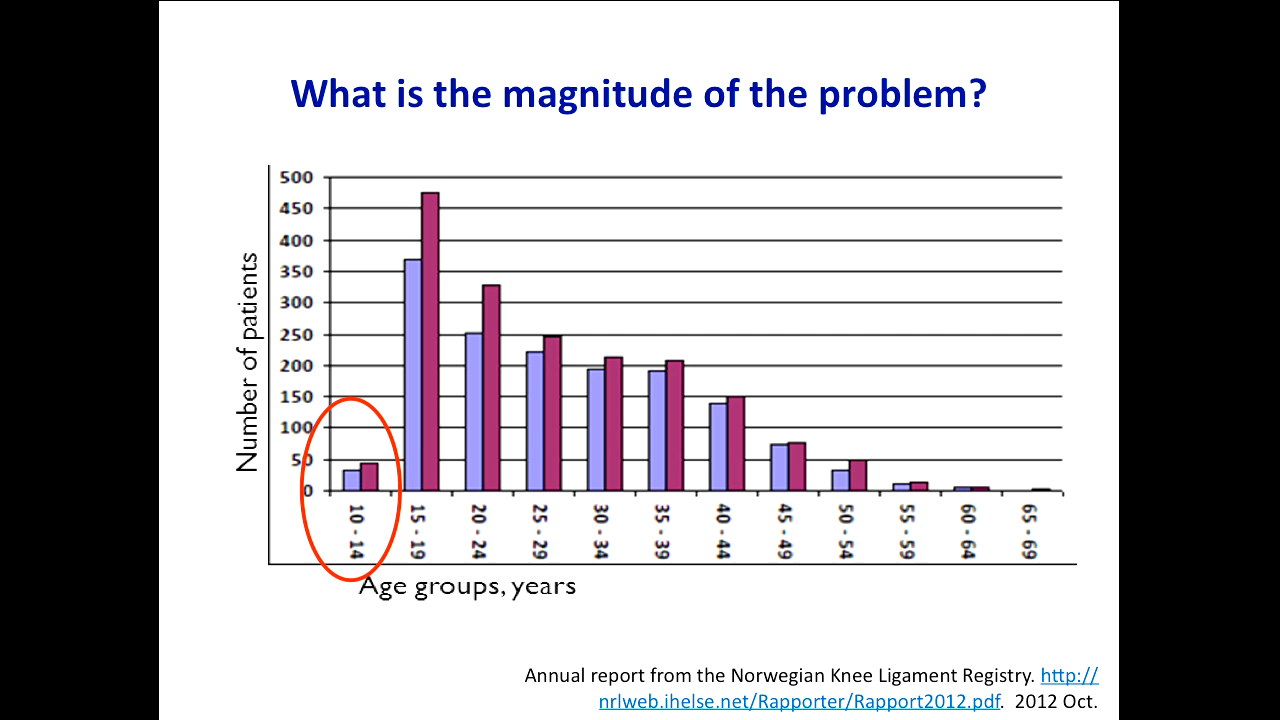 What is the magnitude of the problem?
500
450
400
350
300
250
200
150
100
50
0
Number of patients
10 - 14
15 - 19
20 - 24
25 - 29
30 - 34
35 - 39
40 - 44
45 - 49
50 - 54
55 - 59
60 - 64
65 - 69
Age groups, years
Annual report from the Norwegian Knee Ligament Registry. http://
nrlweb.ihelse.net/Rapporter/Rapport2012.pdf. 2012 Oct.